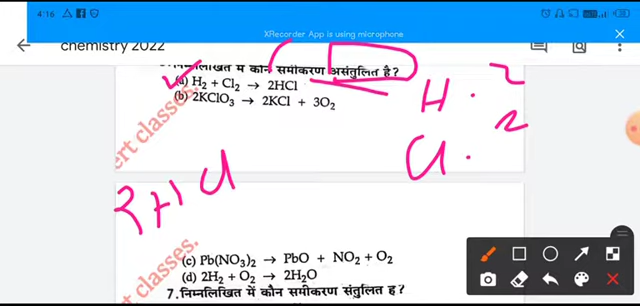 4:16
XRecorder App is using microphone
chemistry 2022
निम्नलिखित में कौन समीकरण असंतुलित है?
(a) H₂ + Cl₂ → 2HCl
(b) 2KClO₃ → 2KCl + 3O₂
H . 2
Cl . 2
2HCl
ert classes.
(c) Pb(NO₃)₂ → PbO + NO₂ + O₂
(d) 2H₂ + O₂ → 2H₂O
7.निम्नलिखित में कौन समीकरण संतुलित है?